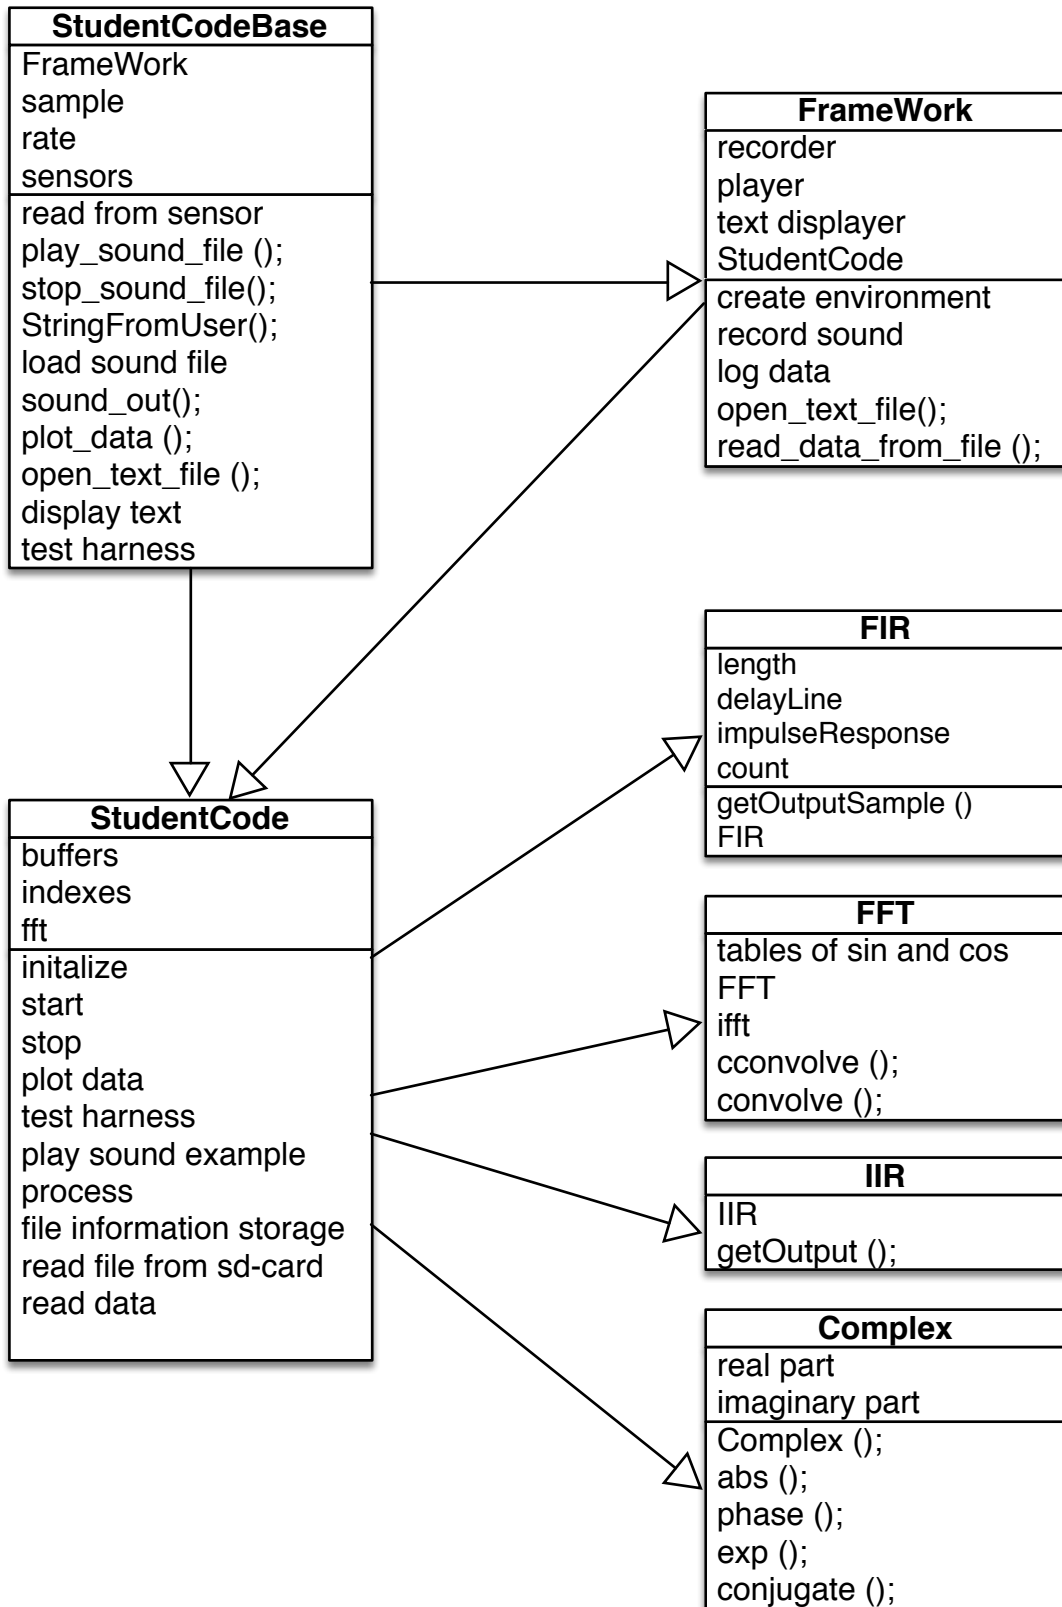 StudentCodeBase
FrameWork
sample
rate
sensors
read from sensor
play_sound_file ();
stop_sound_file();
StringFromUser();
load sound file
sound_out();
plot_data ();
open_text_file ();
display text
test harness
FrameWork
recorder
player
text displayer
StudentCode
create environment
record sound
log data
open_text_file();
read_data_from_file ();
StudentCode
buffers
indexes
fft
initalize
start
stop
plot data
test harness
play sound example
process
file information storage
read file from sd-card
read data
FIR
length
delayLine
impulseResponse
count
getOutputSample ()
FIR
FFT
tables of sin and cos
FFT
ifft
cconvolve ();
convolve ();
IIR
IIR
getOutput ();
Complex
real part
imaginary part
Complex ();
abs ();
phase ();
exp ();
conjugate ();